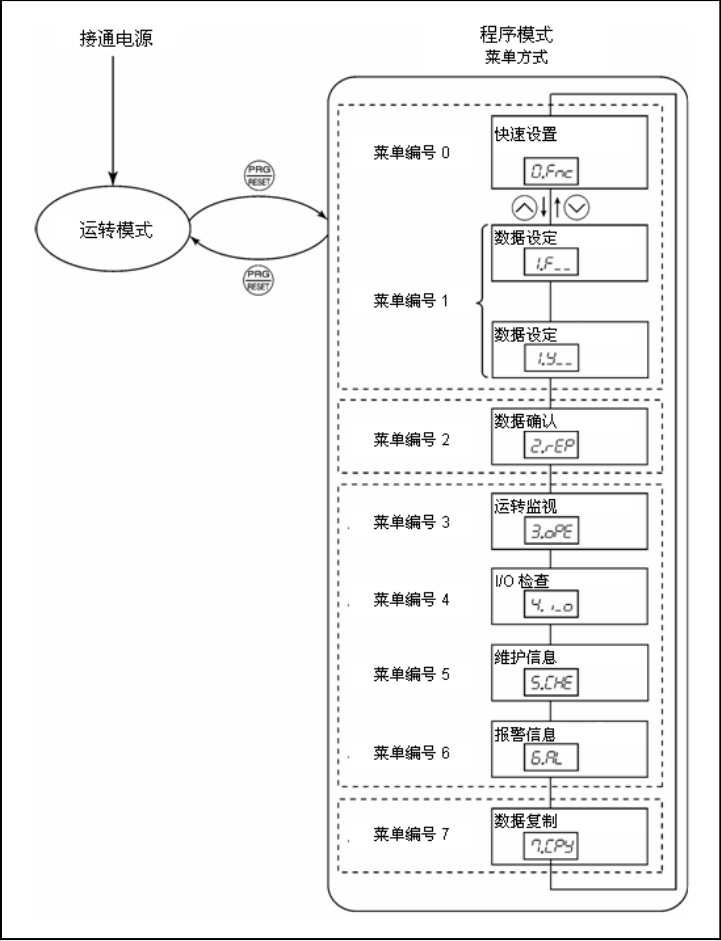 接通电源
程序模式
菜单方式
菜单编号 0
快速设置
0.Fnc
PRG
RESET
运转模式
PRG
RESET
数据设定
1.F__
菜单编号 1
数据设定
1.y__
菜单编号 2
数据确认
2.rEP
菜单编号 3
运转监视
3.oPE
菜单编号 4
I/O 检查
4.i_o
菜单编号 5
維护信息
5.CHE
菜单编号 6
报警信息
6.AL
菜单编号 7
数据复制
7.CPY